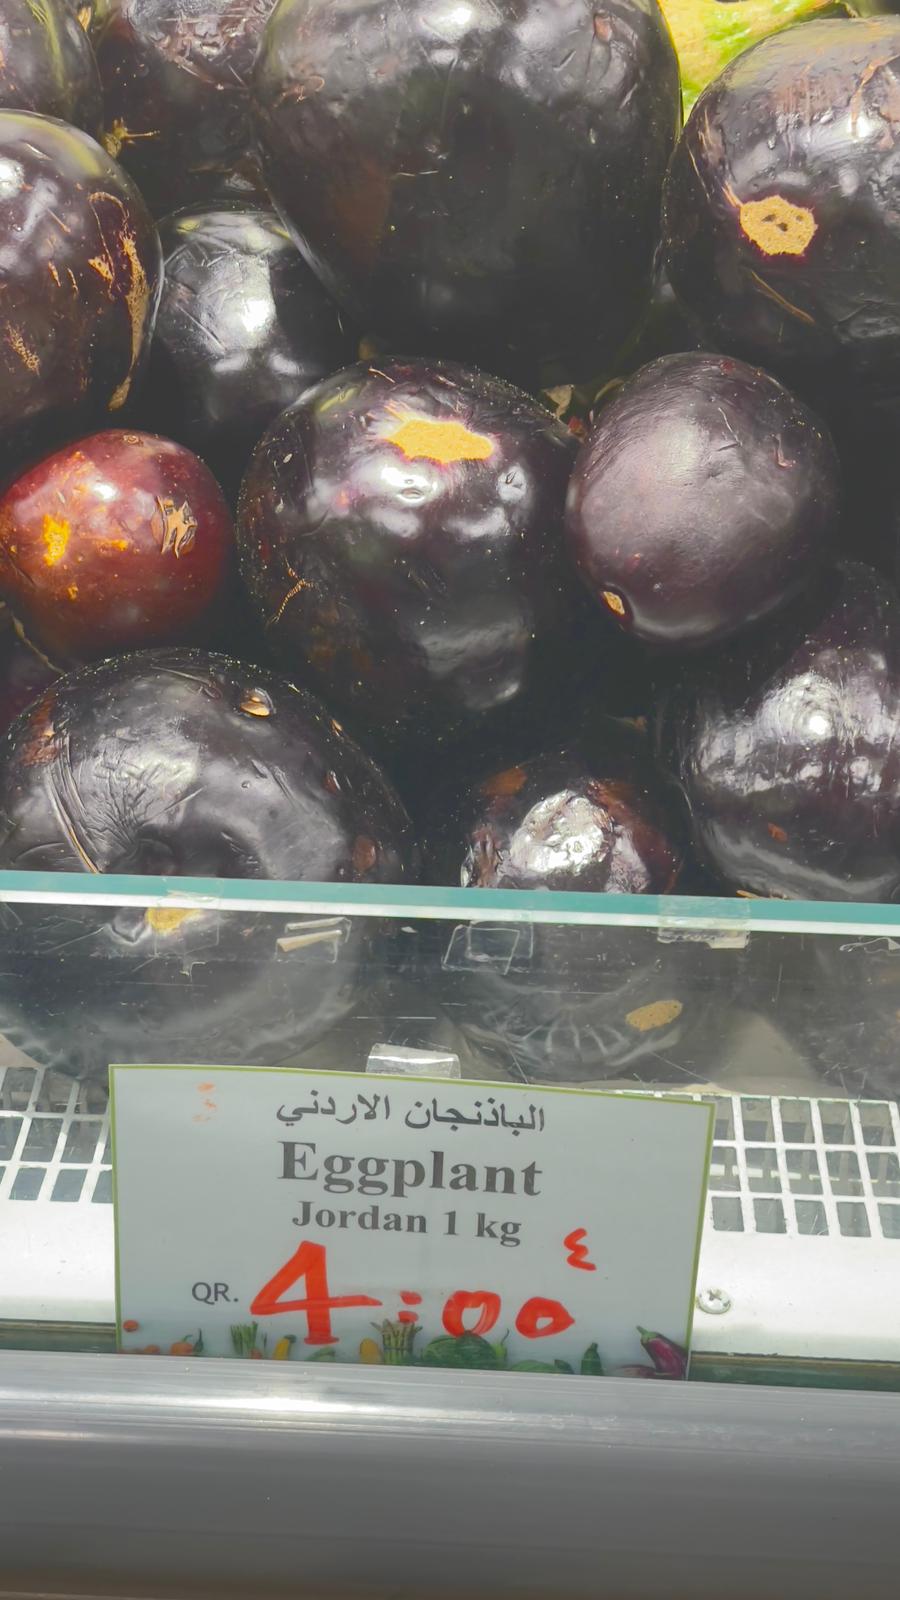 الباذنجان الاردني
Eggplant
Jordan 1 kg
٤
QR. 4:00